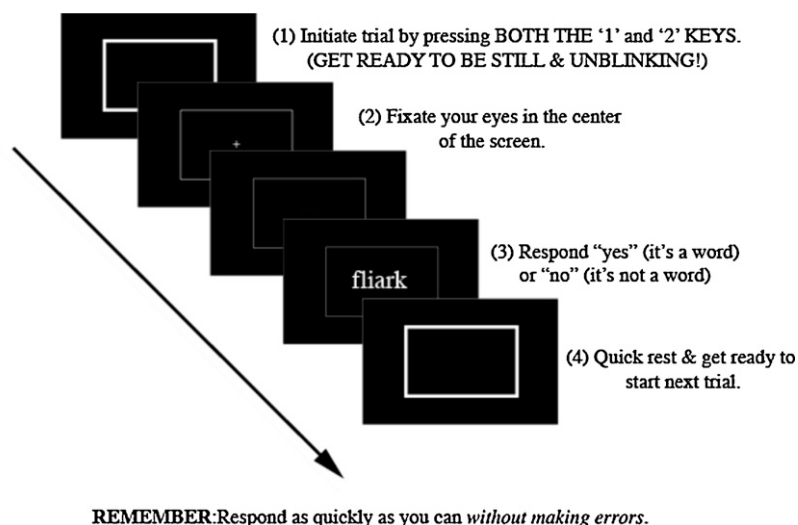 (1) Initiate trial by pressing BOTH THE ‘1’ and ‘2’ KEYS.
(GET READY TO BE STILL & UNBLINKING!)
(2) Fixate your eyes in the center
of the screen.
(3) Respond “yes” (it’s a word)
or “no” (it’s not a word)
fliark
(4) Quick rest & get ready to
start next trial.
REMEMBER:Respond as quickly as you can without making errors.